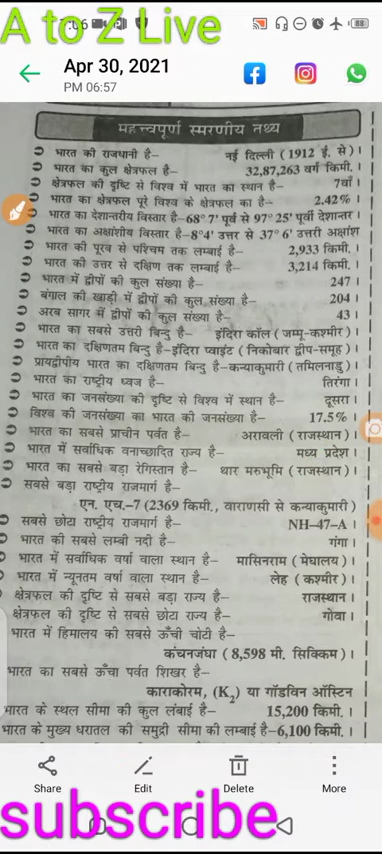 A to Z Live
7:06
88
Apr 30, 2021
PM 06:57
महत्त्वपूर्ण स्मरणीय तथ्य
भारत की राजधानी है– नई दिल्ली (1912 ई. से)।
भारत का कुल क्षेत्रफल है– 32,87,263 वर्ग किमी.।
क्षेत्रफल की दृष्टि से विश्व में भारत का स्थान है– 7वाँ
भारत का क्षेत्रफल पूरे विश्व के क्षेत्रफल का है– 2.42%।
भारत का देशान्तरीय विस्तार है–68°7' पूर्व से 97°25' पूर्वी देशान्तर।
भारत का अक्षांशीय विस्तार है–8°4' उत्तर से 37°6' उत्तरी अक्षांश
भारत की पूरब से पश्चिम तक लम्बाई है– 2,933 किमी.।
भारत की उत्तर से दक्षिण तक लम्बाई है– 3,214 किमी.।
भारत में द्वीपों की कुल संख्या है– 247।
बंगाल की खाड़ी में द्वीपों की कुल संख्या है– 204।
अरब सागर में द्वीपों की कुल संख्या है– 43।
भारत का सबसे उत्तरी बिन्दु है– इंदिरा कॉल (जम्मू-कश्मीर)।
भारत का दक्षिणतम बिन्दु है–इंदिरा प्वाइंट (निकोबार द्वीप-समूह)।
प्रायद्वीपीय भारत का दक्षिणतम बिन्दु है–कन्याकुमारी (तमिलनाडु)।
भारत का राष्ट्रीय ध्वज है– तिरंगा।
भारत का जनसंख्या की दृष्टि से विश्व में स्थान है– दूसरा।
विश्व की जनसंख्या का भारत की जनसंख्या है– 17.5%।
भारत का सबसे प्राचीन पर्वत है– अरावली (राजस्थान)।
भारत में सर्वाधिक वनाच्छादित राज्य है– मध्य प्रदेश।
भारत का सबसे बड़ा रेगिस्तान है– थार मरुभूमि (राजस्थान)।
सबसे बड़ा राष्ट्रीय राजमार्ग है–
एन. एच.–7 (2369 किमी., वाराणसी से कन्याकुमारी)
सबसे छोटा राष्ट्रीय राजमार्ग है– NH-47-A।
भारत की सबसे लम्बी नदी है– गंगा।
भारत में सर्वाधिक वर्षा वाला स्थान है– मासिनराम (मेघालय)।
भारत में न्यूनतम वर्षा वाला स्थान है– लेह (कश्मीर)।
क्षेत्रफल की दृष्टि से सबसे बड़ा राज्य है– राजस्थान।
क्षेत्रफल की दृष्टि से सबसे छोटा राज्य है– गोवा।
भारत में हिमालय की सबसे ऊँची चोटी है–
कंचनजंघा (8,598 मी. सिक्किम)।
भारत का सबसे ऊँचा पर्वत शिखर है–
काराकोरम, (K2) या गॉडविन ऑस्टिन
भारत के स्थल सीमा की कुल लंबाई है– 15,200 किमी.।
भारत के मुख्य धरातल की समुद्री सीमा की लम्बाई है–6,100 किमी.।
Share Edit Delete More
subscribe